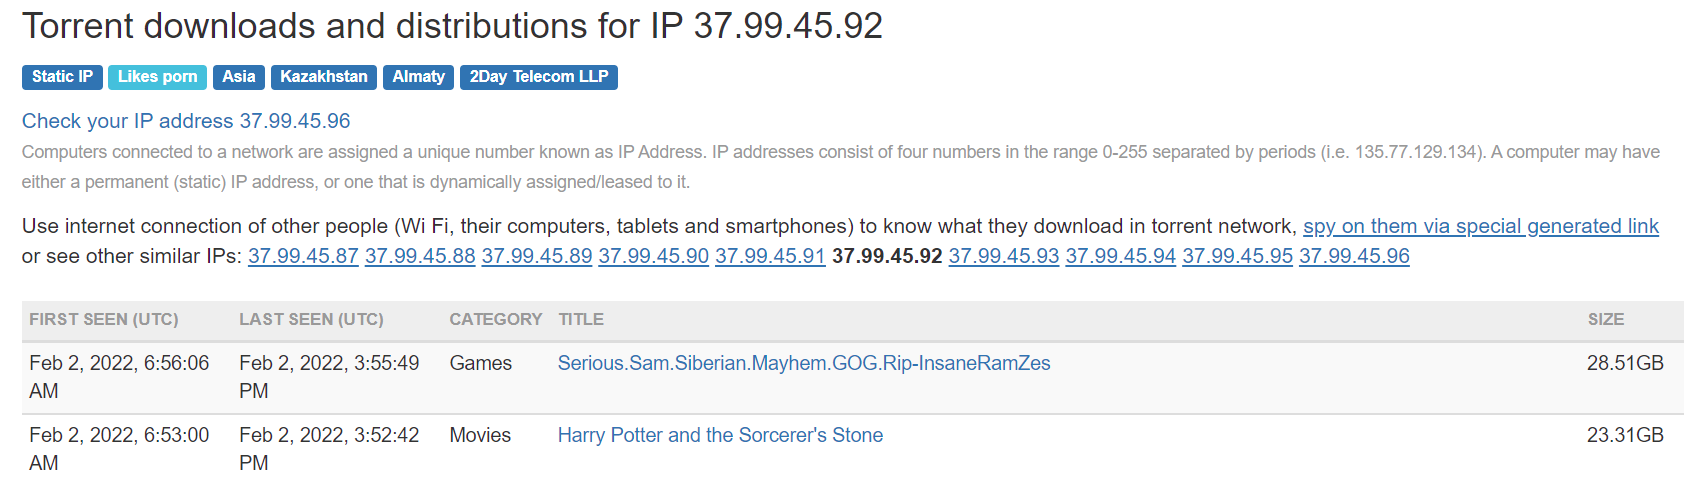 Torrent downloads and distributions for IP 37.99.45.92
Static IP Likes porn Asia Kazakhstan Almaty 2Day Telecom LLP
Check your IP address 37.99.45.96
Computers connected to a network are assigned a unique number known as IP Address. IP addresses consist of four numbers in the range 0-255 separated by periods (i.e. 135.77.129.134). A computer may have
either a permanent (static) IP address, or one that is dynamically assigned/leased to it.
Use internet connection of other people (Wi Fi, their computers, tablets and smartphones) to know what they download in torrent network, spy on them via special generated link
or see other similar IPs: 37.99.45.87 37.99.45.88 37.99.45.89 37.99.45.90 37.99.45.91 37.99.45.92 37.99.45.93 37.99.45.94 37.99.45.95 37.99.45.96
FIRST SEEN (UTC) LAST SEEN (UTC) CATEGORY TITLE SIZE
Feb 2, 2022, 6:56:06 Feb 2, 2022, 3:55:49 Games Serious.Sam.Siberian.Mayhem.GOG.Rip-InsaneRamZes 28.51GB
AM PM
Feb 2, 2022, 6:53:00 Feb 2, 2022, 3:52:42 Movies Harry Potter and the Sorcerer's Stone 23.31GB
AM PM